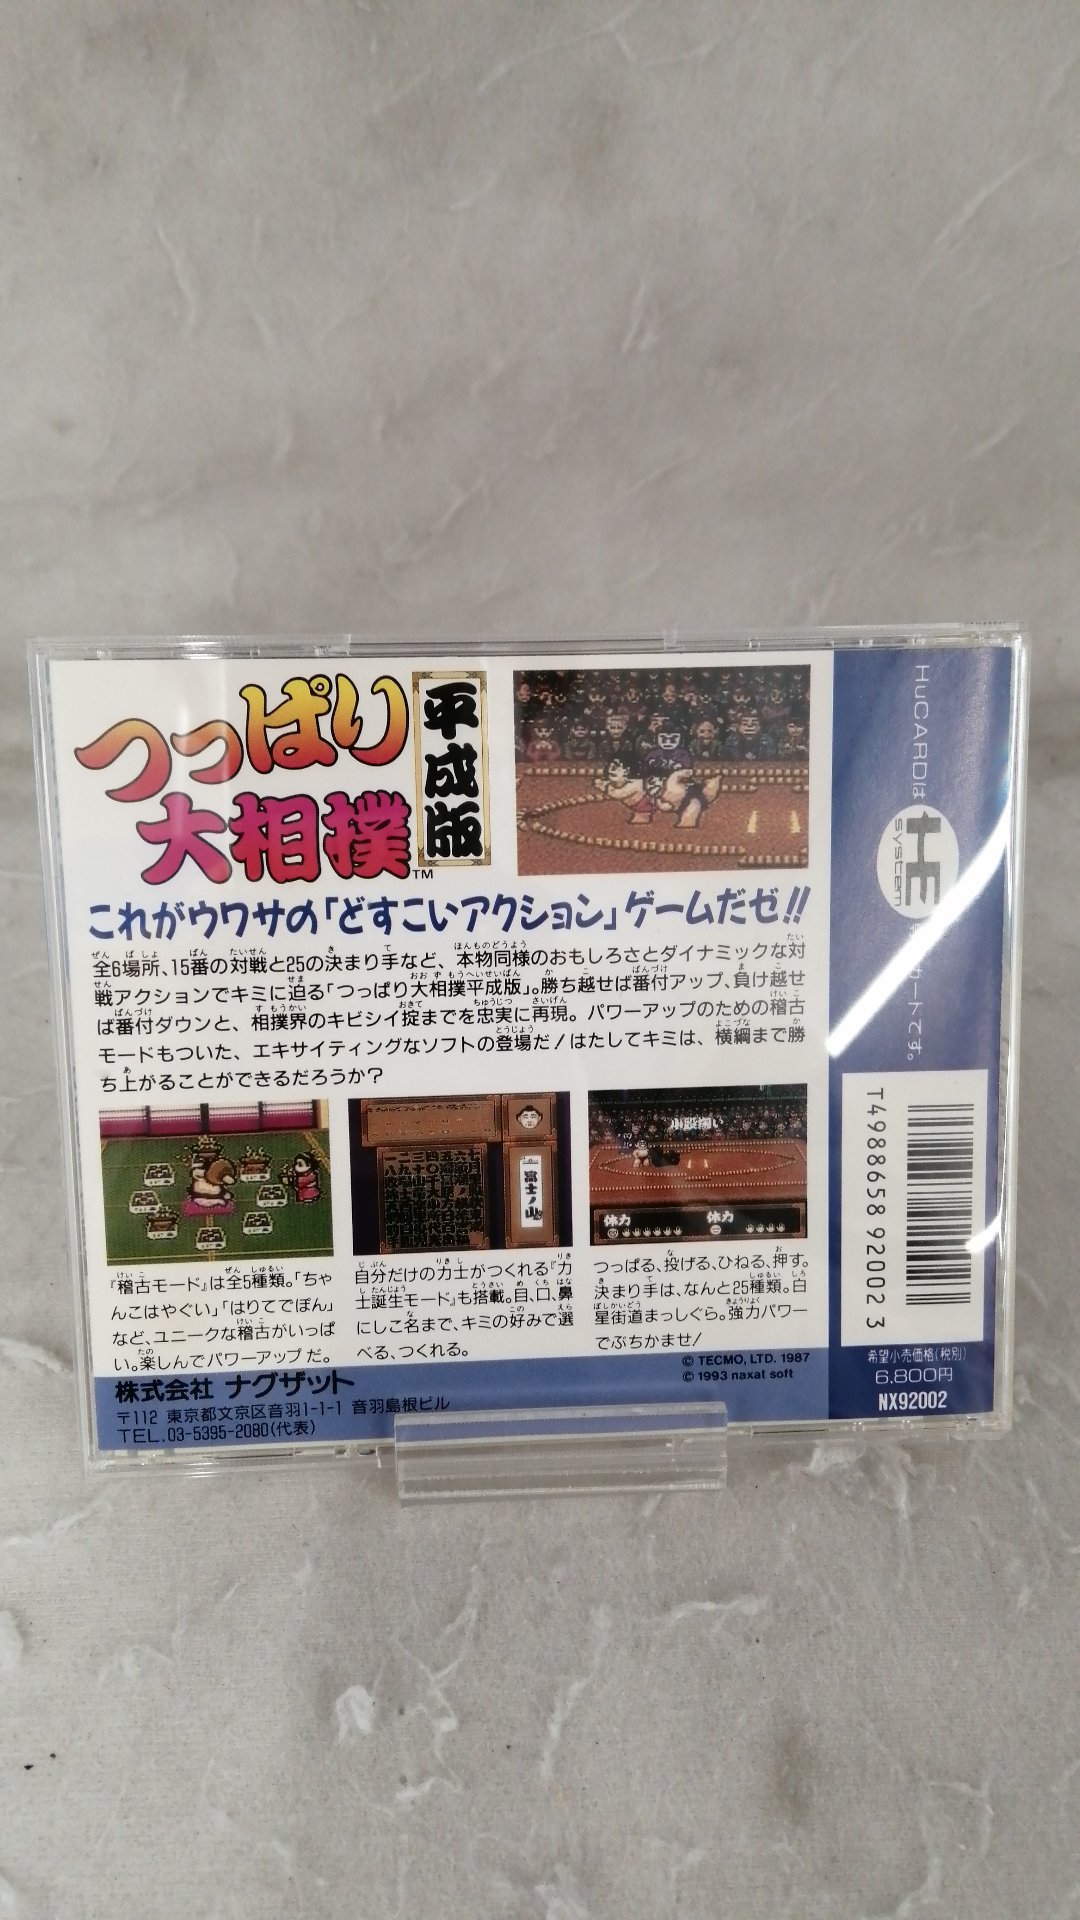 つっぱり
大相撲
平成版
TM
これがウワサの「どすこいアクション」ゲームだゼ!!
全6場所、15番の対戦と25の決まり手など、本物同様のおもしろさとダイナミックな対
戦アクションでキミに迫る「つっぱり大相撲平成版」。勝ち越せば番付アップ、負け越せ
ば番付ダウンと、相撲界のキビシイ掟までを忠実に再現。パワーアップのための稽古
モードもついた、エキサイティングなソフトの登場だ!はたしてキミは、横綱まで勝
ち上がることができるだろうか?
富士ノ山
小股掬い
体力 体力
『稽古モード』は全5種類。「ちゃ
んこはやぐい」「はりてでぽん」
など、ユニークな稽古がいっぱ
い。楽しんでパワーアップだ。
自分だけの力士がつくれる『力
士誕生モード』も搭載。目、口、鼻
にしこ名まで、キミの好みで選
べる、つくれる。
つっぱる、投げる、ひねる、押す。
決まり手は、なんと25種類。白
星街道まっしぐら。強力パワー
でぶちかませ!
© TECMO, LTD. 1987
© 1993 naxat soft
株式会社 ナグザット
〒112 東京都文京区音羽1-1-1 音羽島根ビル
TEL.03-5395-2080(代表)
HuCARDは
HE
system
カードです。
T4988658920023
希望小売価格(税別)
6,800円
NX92002